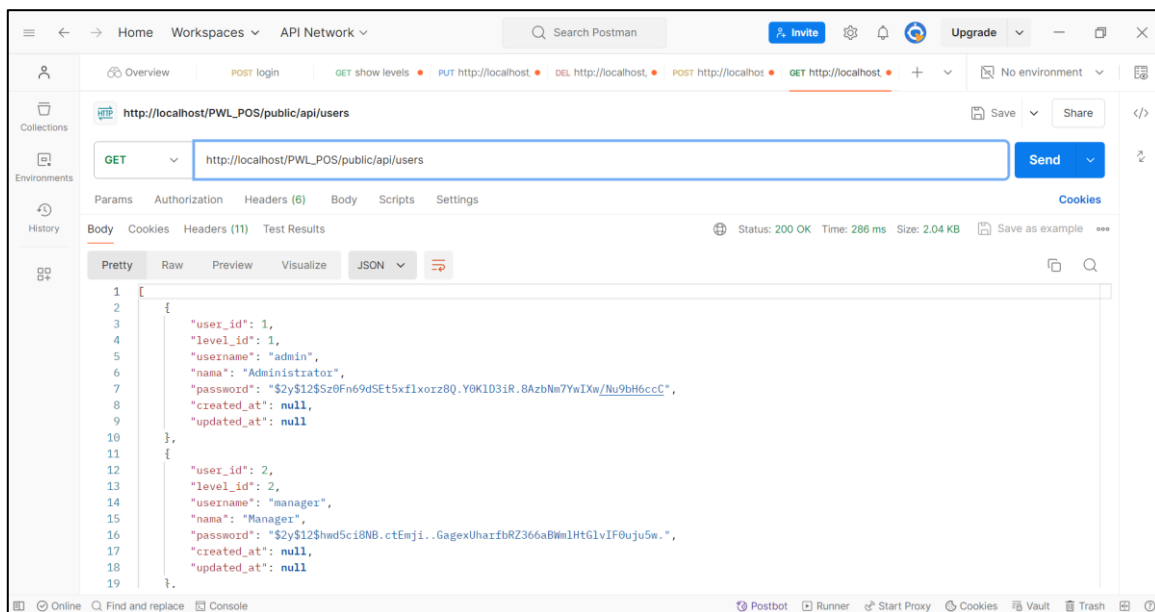 Home Workspaces API Network Search Postman Invite Upgrade
Overview POST login GET show levels PUT http://localhost, DEL http://localhost, POST http://localhos GET http://localhost, No environment
HTTP http://localhost/PWL_POS/public/api/users Save Share
Collections
GET http://localhost/PWL_POS/public/api/users Send
Environments
Params Authorization Headers (6) Body Scripts Settings Cookies
History
Body Cookies Headers (11) Test Results Status: 200 OK Time: 286 ms Size: 2.04 KB Save as example
Pretty Raw Preview Visualize JSON
1 [
2 {
3 "user_id": 1,
4 "level_id": 1,
5 "username": "admin",
6 "nama": "Administrator",
7 "password": "$2y$12$Sz0Fn69dSEt5xflxorz8Q.Y0KlD3iR.8AzbNm7YwIXw/Nu9bH6ccC",
8 "created_at": null,
9 "updated_at": null
10 },
11 {
12 "user_id": 2,
13 "level_id": 2,
14 "username": "manager",
15 "nama": "Manager",
16 "password": "$2y$12$hwd5ci8NB.ctEmji..GagexUharfbRZ366aBWmlHtGlvIF0uju5w.",
17 "created_at": null,
18 "updated_at": null
19 },
Online Find and replace Console Postbot Runner Start Proxy Cookies Vault Trash